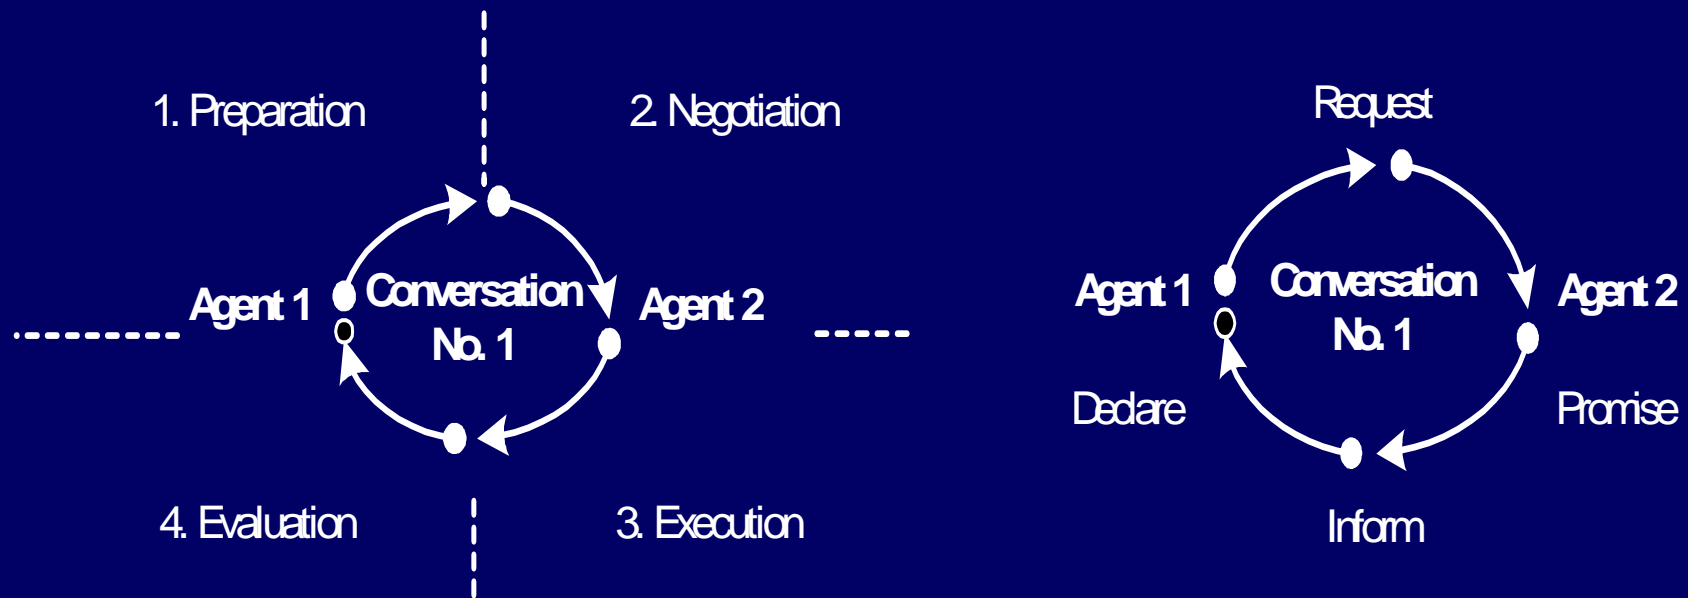 1. Preparation
2. Negotiation
Agent 1
Conversation
No. 1
Agent 2
4. Evaluation
3. Execution
Request
Agent 1
Conversation
No. 1
Agent 2
Declare
Promise
Inform